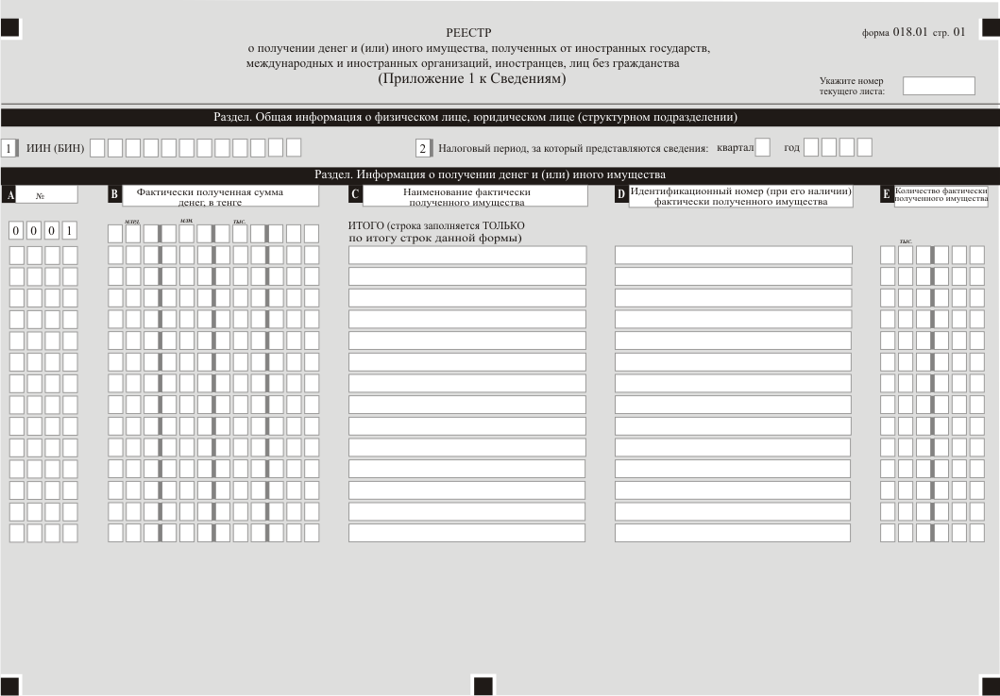 РЕЕСТР
форма 018.01 стр. 01
о получении денег и (или) иного имущества, полученных от иностранных государств,
международных и иностранных организаций, иностранцев, лиц без гражданства
(Приложение 1 к Сведениям)
Укажите номер
текущего листа:
Раздел. Общая информация о физическом лице, юридическом лице (структурном подразделении)
1 ИИН (БИН)
2 Налоговый период, за который представляются сведения: квартал год
Раздел. Информация о получении денег и (или) иного имущества
A №
B Фактически полученная сумма
денег, в тенге
C Наименование фактически
полученного имущества
D Идентификационный номер (при его наличии)
фактически полученного имущества
E Количество фактически
полученного имущества
0 0 0 1
млрд. млн. тыс.
ИТОГО (строка заполняется ТОЛЬКО
по итогу строк данной формы)
тыс.